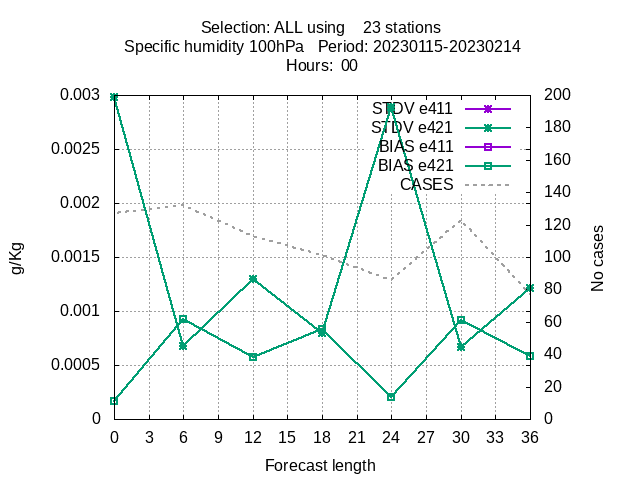 Selection: ALL using    23 stations
Specific humidity 100hPa   Period: 20230115-20230214
Hours:  00
0.003
0.0025
0.002
0.0015
0.001
0.0005
0
200
180
160
140
120
100
80
60
40
20
0
STDV e411
STDV e421
BIAS e411
BIAS e421
CASES
g/Kg
No cases
0 3 6 9 12 15 18 21 24 27 30 33 36
Forecast length